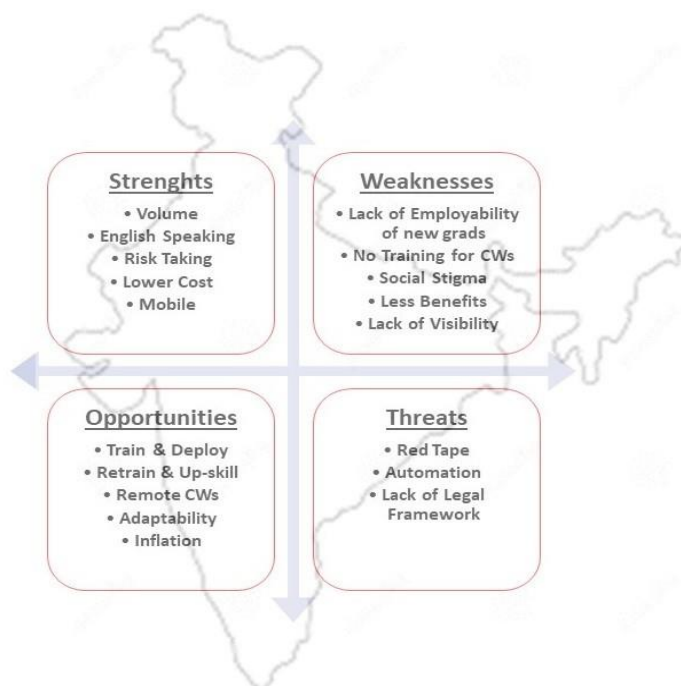 Strenghts
• Volume
• English Speaking
• Risk Taking
• Lower Cost
• Mobile
Weaknesses
• Lack of Employability
of new grads
• No Training for CWs
• Social Stigma
• Less Benefits
• Lack of Visibility
Opportunities
• Train & Deploy
• Retrain & Up-skill
• Remote CWs
• Adaptability
• Inflation
Threats
• Red Tape
• Automation
• Lack of Legal
Framework